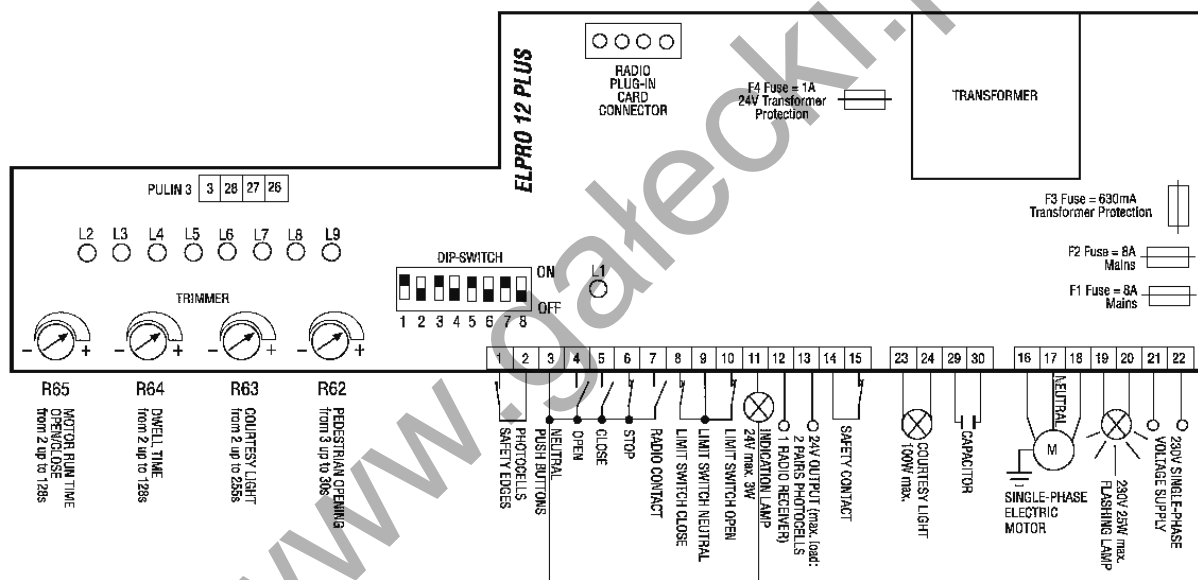 ELPRO 12 PLUS
RADIO
PLUG-IN
CARD
CONNECTOR
F4 Fuse = 1A
24V Transformer
Protection
TRANSFORMER
F3 Fuse = 630mA
Transformer Protection
F2 Fuse = 8A
Mains
F1 Fuse = 8A
Mains
PULIN 3 3 28 27 26
L2 L3 L4 L5 L6 L7 L8 L9
DIP-SWITCH
ON
OFF
1 2 3 4 5 6 7 8
L1
TRIMMER
- + - + - + - +
R65 R64 R63 R62
MOTOR RUN TIME
OPEN/CLOSE
from 2 up to 128s
DWELL TIME
from 2 up to 128s
COURTESY LIGHT
from 2 up to 255s
PEDESTRIAN OPENING
from 3 up to 30s
1 2 3 4 5 6 7 8 9 10 11 12 13 14 15 23 24 29 30 16 17 18 19 20 21 22
PHOTOCELLS
SAFETY EDGES
NEUTRAL
PUSH BUTTONS
OPEN
CLOSE
STOP
RADIO CONTACT
LIMIT SWITCH CLOSE
LIMIT SWITCH NEUTRAL
LIMIT SWITCH OPEN
INDICATION LAMP
24V max. 3W
24V OUTPUT (max. load:
2 PAIRS PHOTOCELLS
1 RADIO RECEIVER)
SAFETY CONTACT
COURTESY LIGHT
100W max.
CAPACITOR
NEUTRAL
M
SINGLE-PHASE
ELECTRIC
MOTOR
230V 25W max.
FLASHING LAMP
230V SINGLE-PHASE
VOLTAGE SUPPLY
www.gałecki.p